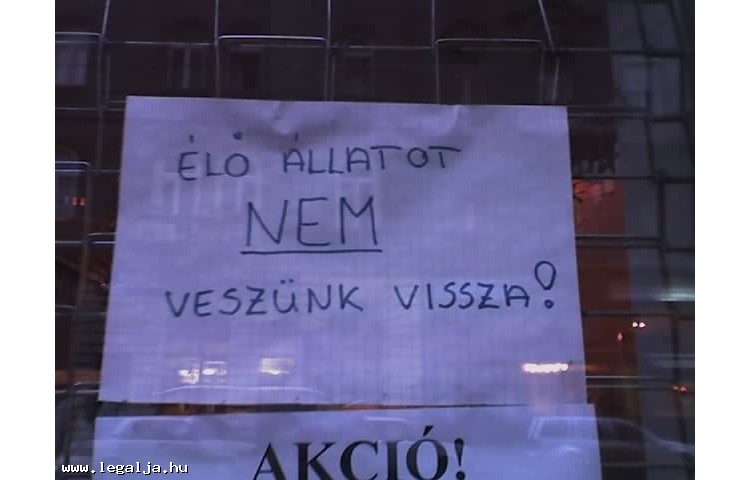 ÉLŐ ÁLLATOT
NEM
VESZÜNK VISSZA!
AKCIÓ!
www.legalja.hu